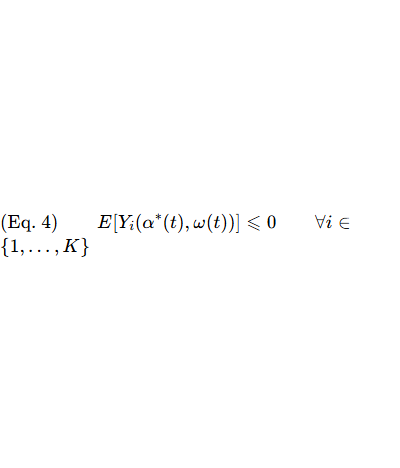 (Eq. 4) E[Y_i(α*(t), ω(t))] ⩽ 0 ∀i ∈
{1, …, K}